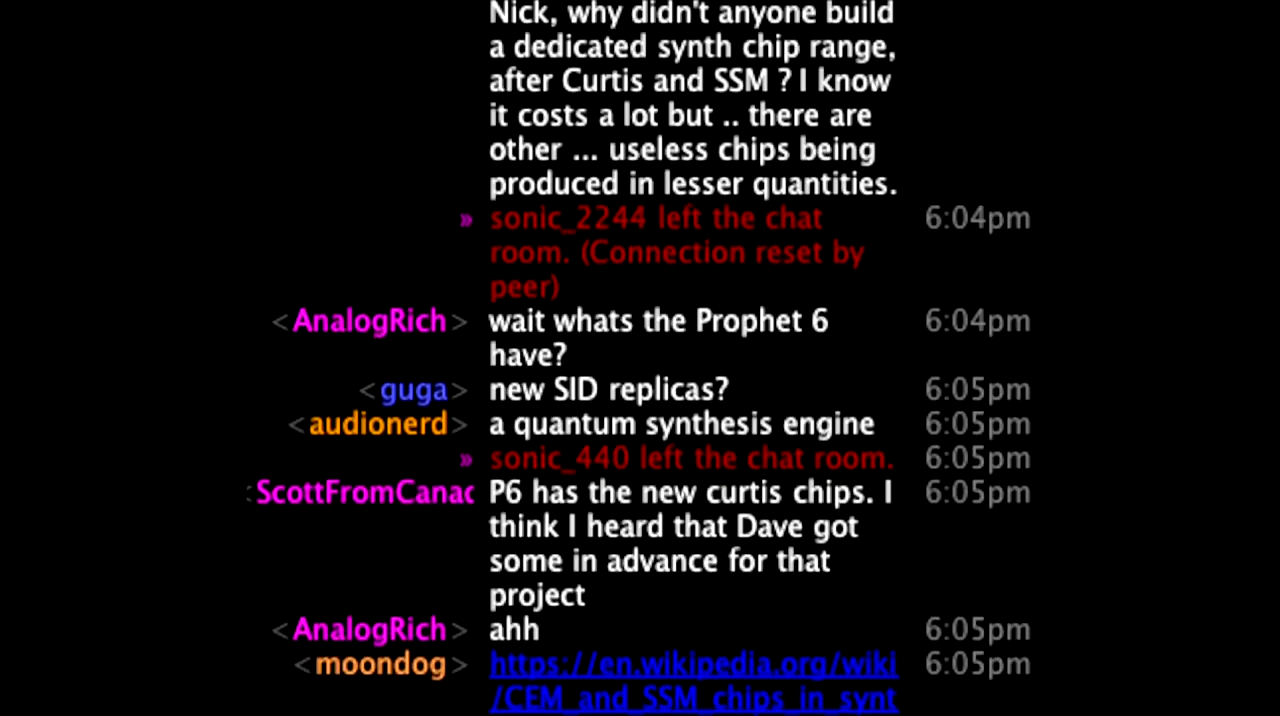 Nick, why didn't anyone build
a dedicated synth chip range,
after Curtis and SSM ? I know
it costs a lot but .. there are
other ... useless chips being
produced in lesser quantities.
» sonic_2244 left the chat 6:04pm
room. (Connection reset by
peer)
<AnalogRich> wait whats the Prophet 6 6:04pm
have?
<guga> new SID replicas? 6:05pm
<audionerd> a quantum synthesis engine 6:05pm
» sonic_440 left the chat room. 6:05pm
<ScottFromCanac P6 has the new curtis chips. I 6:05pm
think I heard that Dave got
some in advance for that
project
<AnalogRich> ahh 6:05pm
<moondog> https://en.wikipedia.org/wiki 6:05pm
/CEM_and_SSM_chips_in_synt